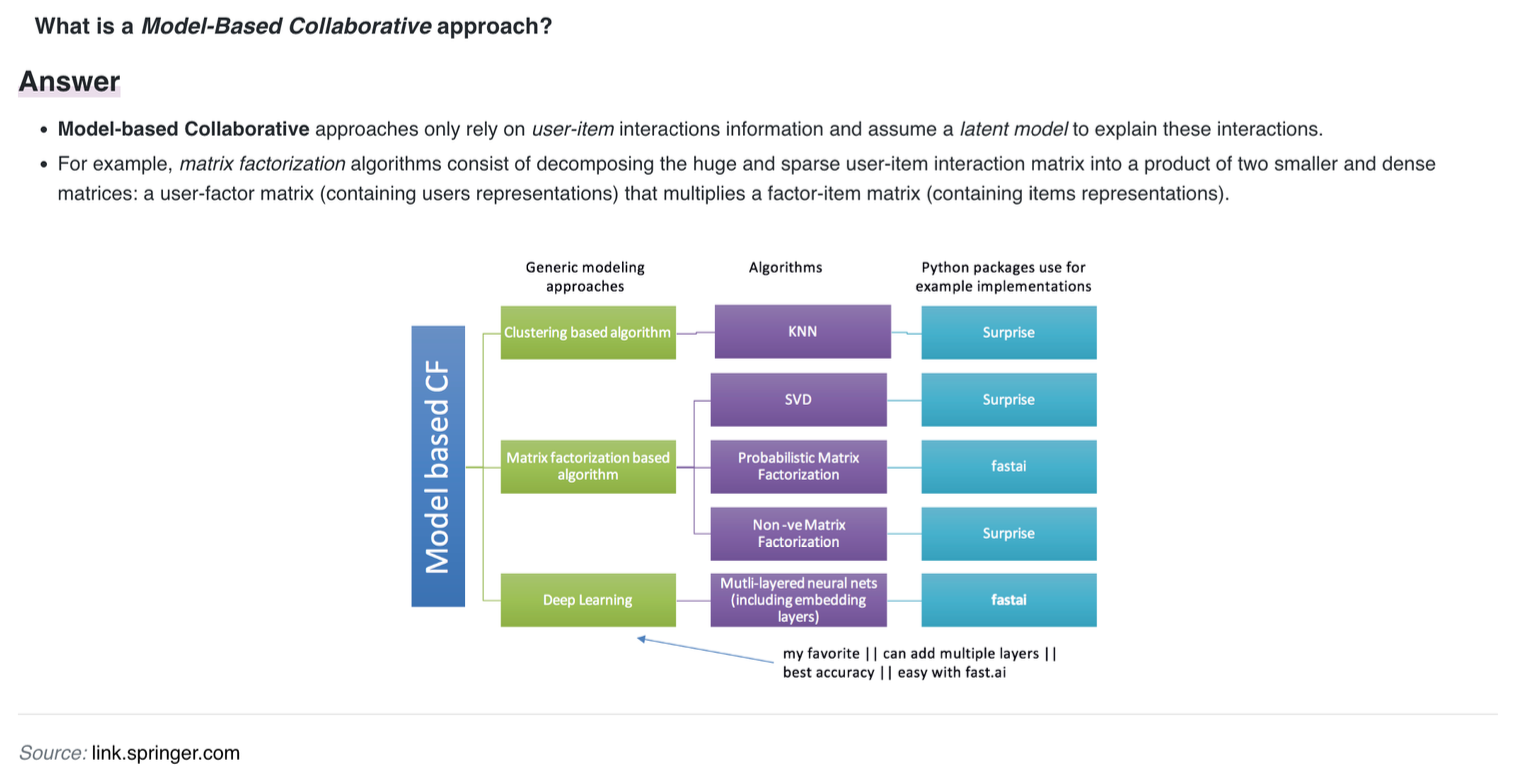 What is a Model-Based Collaborative approach?
Answer
• Model-based Collaborative approaches only rely on user-item interactions information and assume a latent model to explain these interactions.
• For example, matrix factorization algorithms consist of decomposing the huge and sparse user-item interaction matrix into a product of two smaller and dense
matrices: a user-factor matrix (containing users representations) that multiplies a factor-item matrix (containing items representations).
Generic modeling
approaches
Algorithms
Python packages use for
example implementations
Model based CF
Clustering based algorithm
KNN
Surprise
SVD
Surprise
Matrix factorization based
algorithm
Probabilistic Matrix
Factorization
fastai
Non -ve Matrix
Factorization
Surprise
Deep Learning
Mutli-layered neural nets
(including embedding
layers)
fastai
my favorite || can add multiple layers ||
best accuracy || easy with fast.ai
Source: link.springer.com